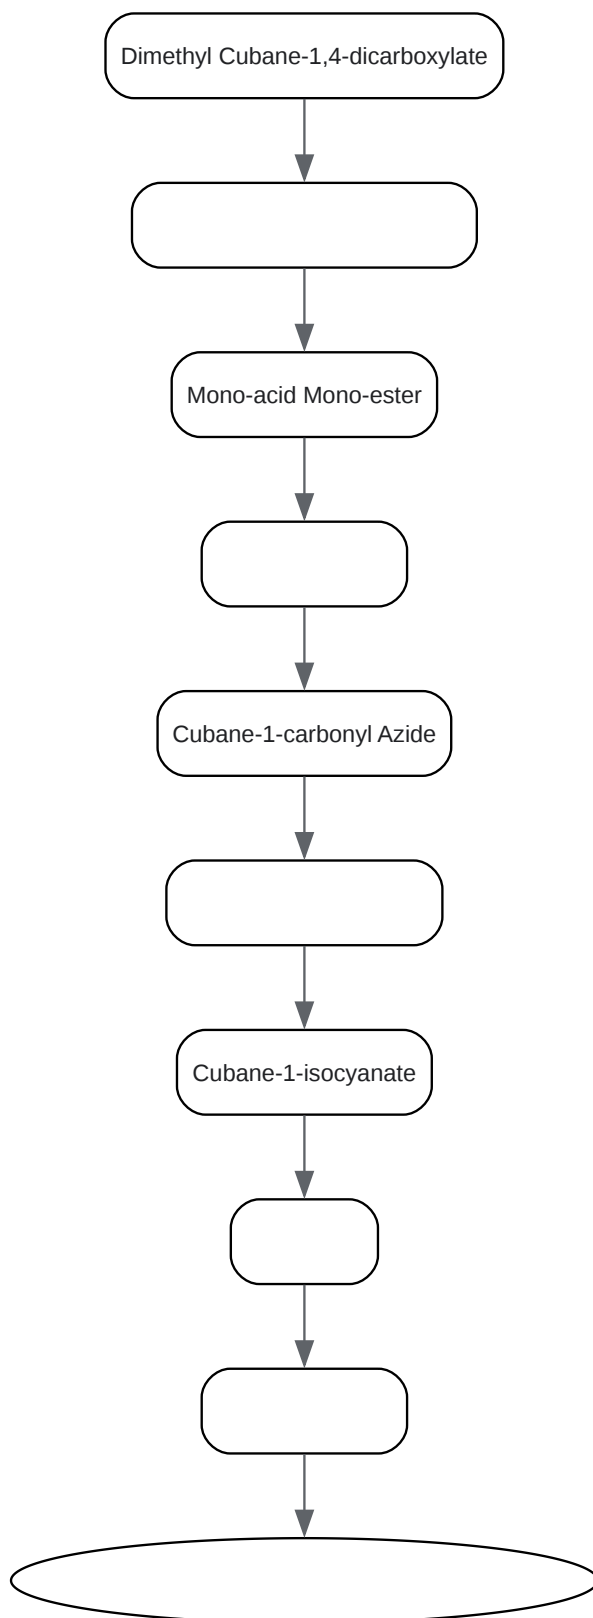 Dimethyl Cubane-1,4-dicarboxylate
Mono-acid Mono-ester
Cubane-1-carbonyl Azide
Cubane-1-isocyanate